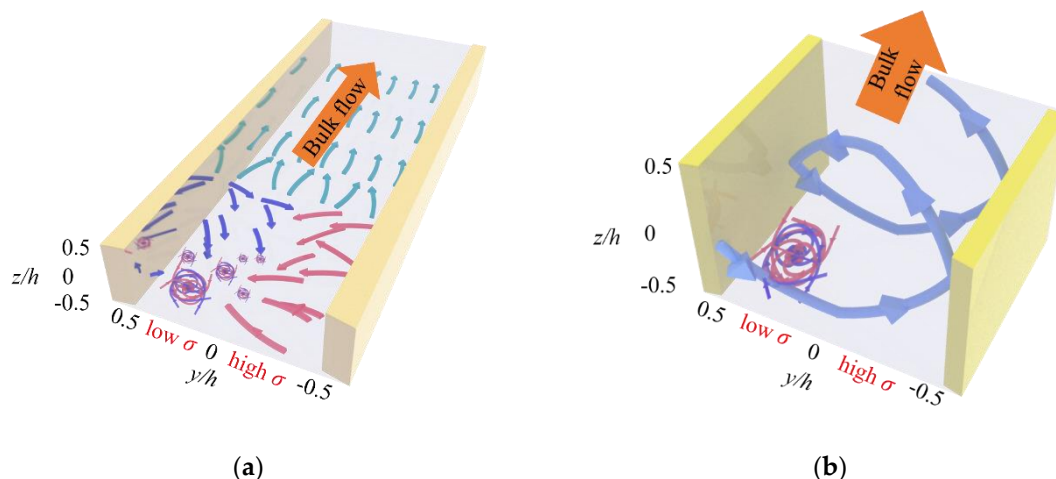 Bulk flow
0.5
z/h 0
-0.5
0.5
low σ
0
high σ
-0.5
y/h
(a)
Bulk
flow
0.5
z/h 0
-0.5
0.5
low σ
0
high σ
-0.5
y/h
(b)